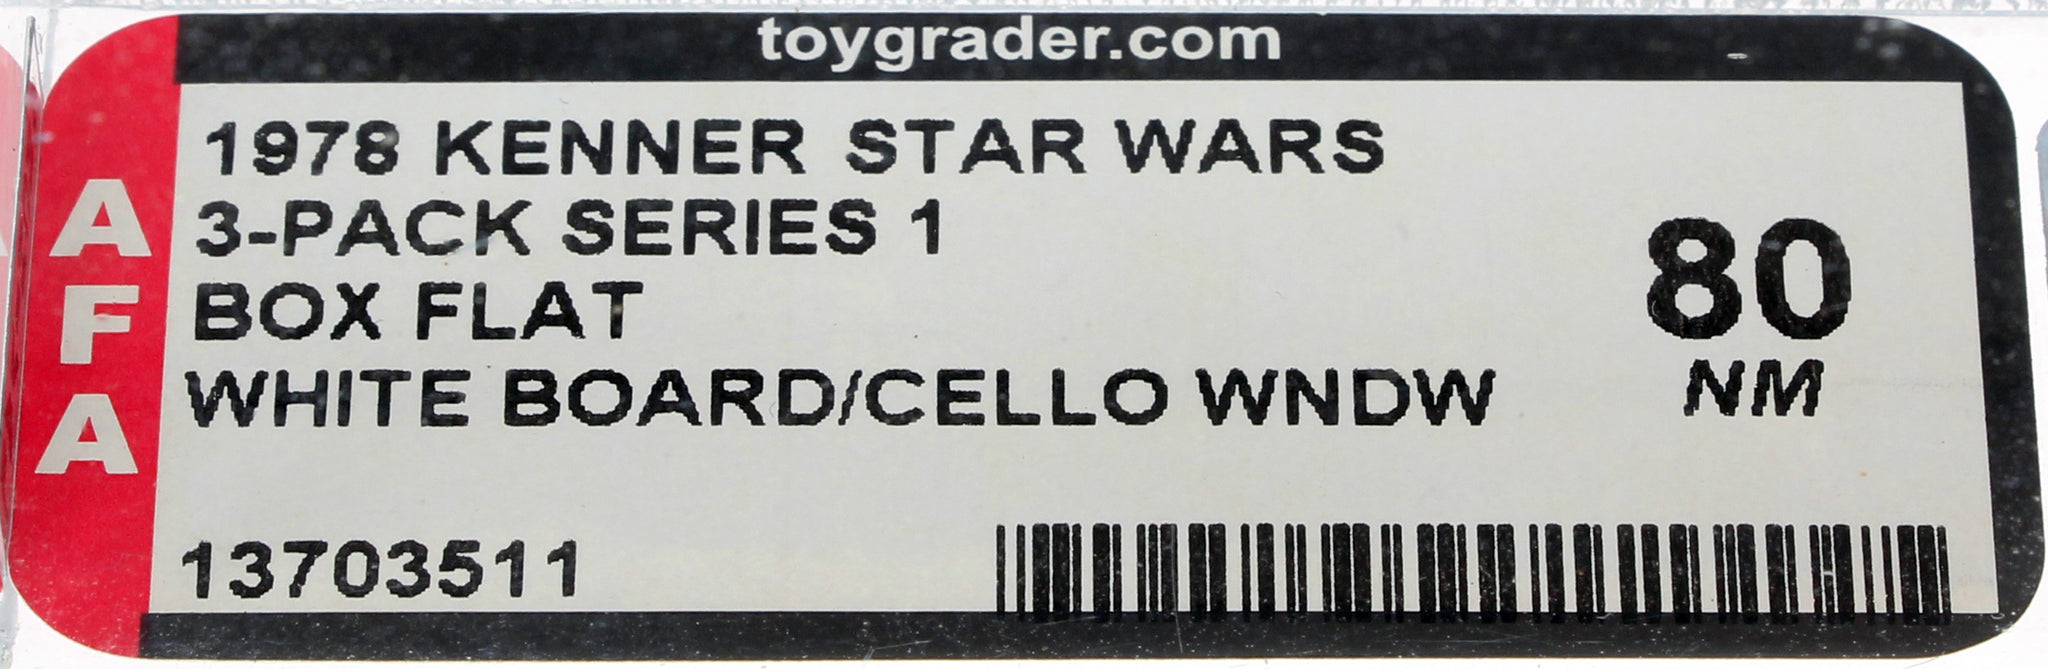 toygrader.com
AFA
1978 KENNER STAR WARS
3-PACK SERIES 1
BOX FLAT
WHITE BOARD/CELLO WNDW
80
NM
13703511